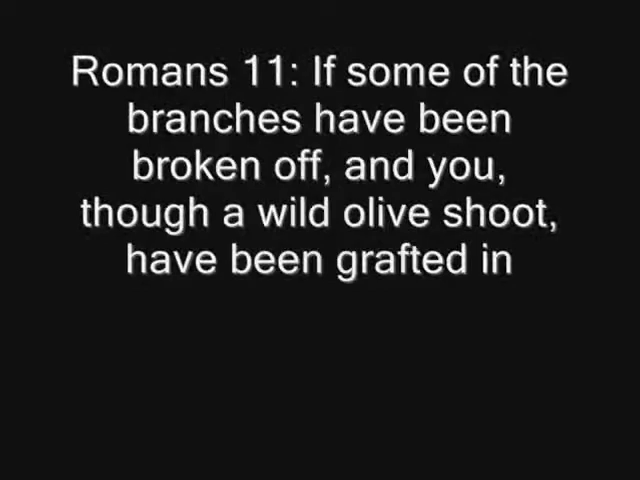 Romans 11: If some of the
branches have been
broken off, and you,
though a wild olive shoot,
have been grafted in